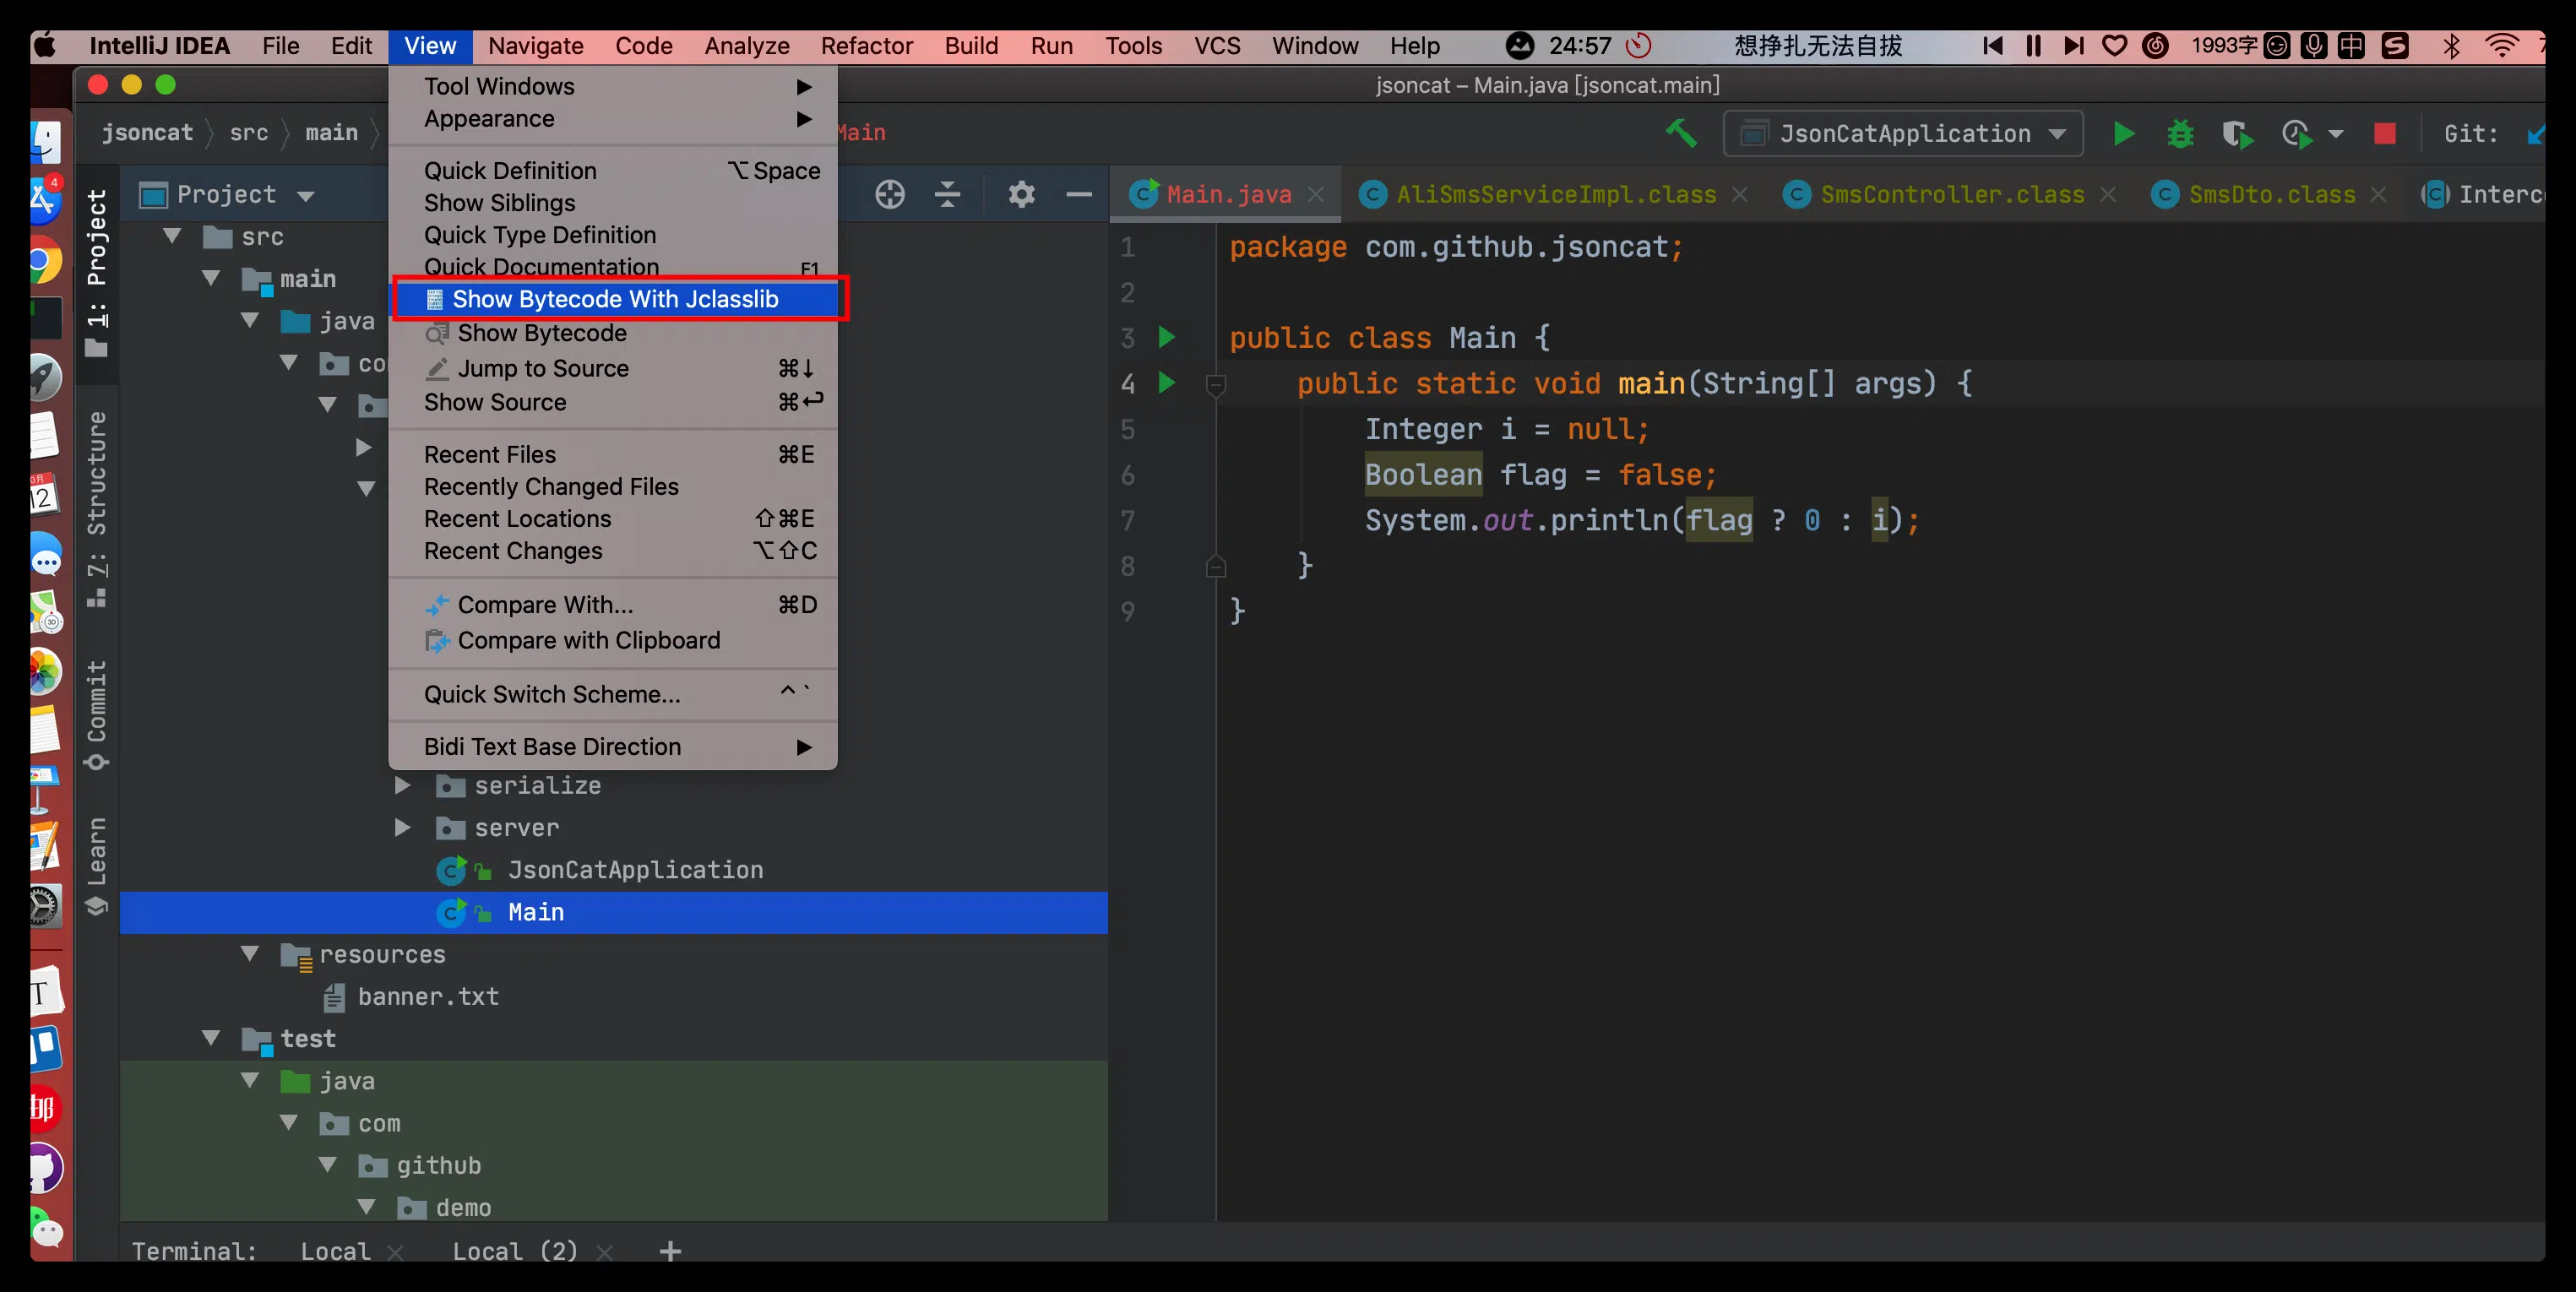 IntelliJ IDEA File Edit View Navigate Code Analyze Refactor Build Run Tools VCS Window Help 24:57 想挣扎无法自拔 1993字 中
jsoncat – Main.java [jsoncat.main]
jsoncat src main Main JsonCatApplication Git:
Project
Main.java AliSmsServiceImpl.class SmsController.class SmsDto.class
Tool Windows
Appearance
Quick Definition ⌥Space
Show Siblings
Quick Type Definition
Quick Documentation F1
Show Bytecode With Jclasslib
Show Bytecode
Jump to Source ⌘↓
Show Source ⌘↩
Recent Files ⌘E
Recently Changed Files
Recent Locations ⇧⌘E
Recent Changes ⌥⇧C
Compare With... ⌘D
Compare with Clipboard
Quick Switch Scheme... ^ `
Bidi Text Base Direction
1: Project
7: Structure
Commit
Learn
src
main
java
serialize
server
JsonCatApplication
Main
resources
banner.txt
test
java
com
github
demo
1 package com.github.jsoncat;
2
3 public class Main {
4 public static void main(String[] args) {
5 Integer i = null;
6 Boolean flag = false;
7 System.out.println(flag ? 0 : i);
8 }
9 }
Terminal: Local Local (2) +